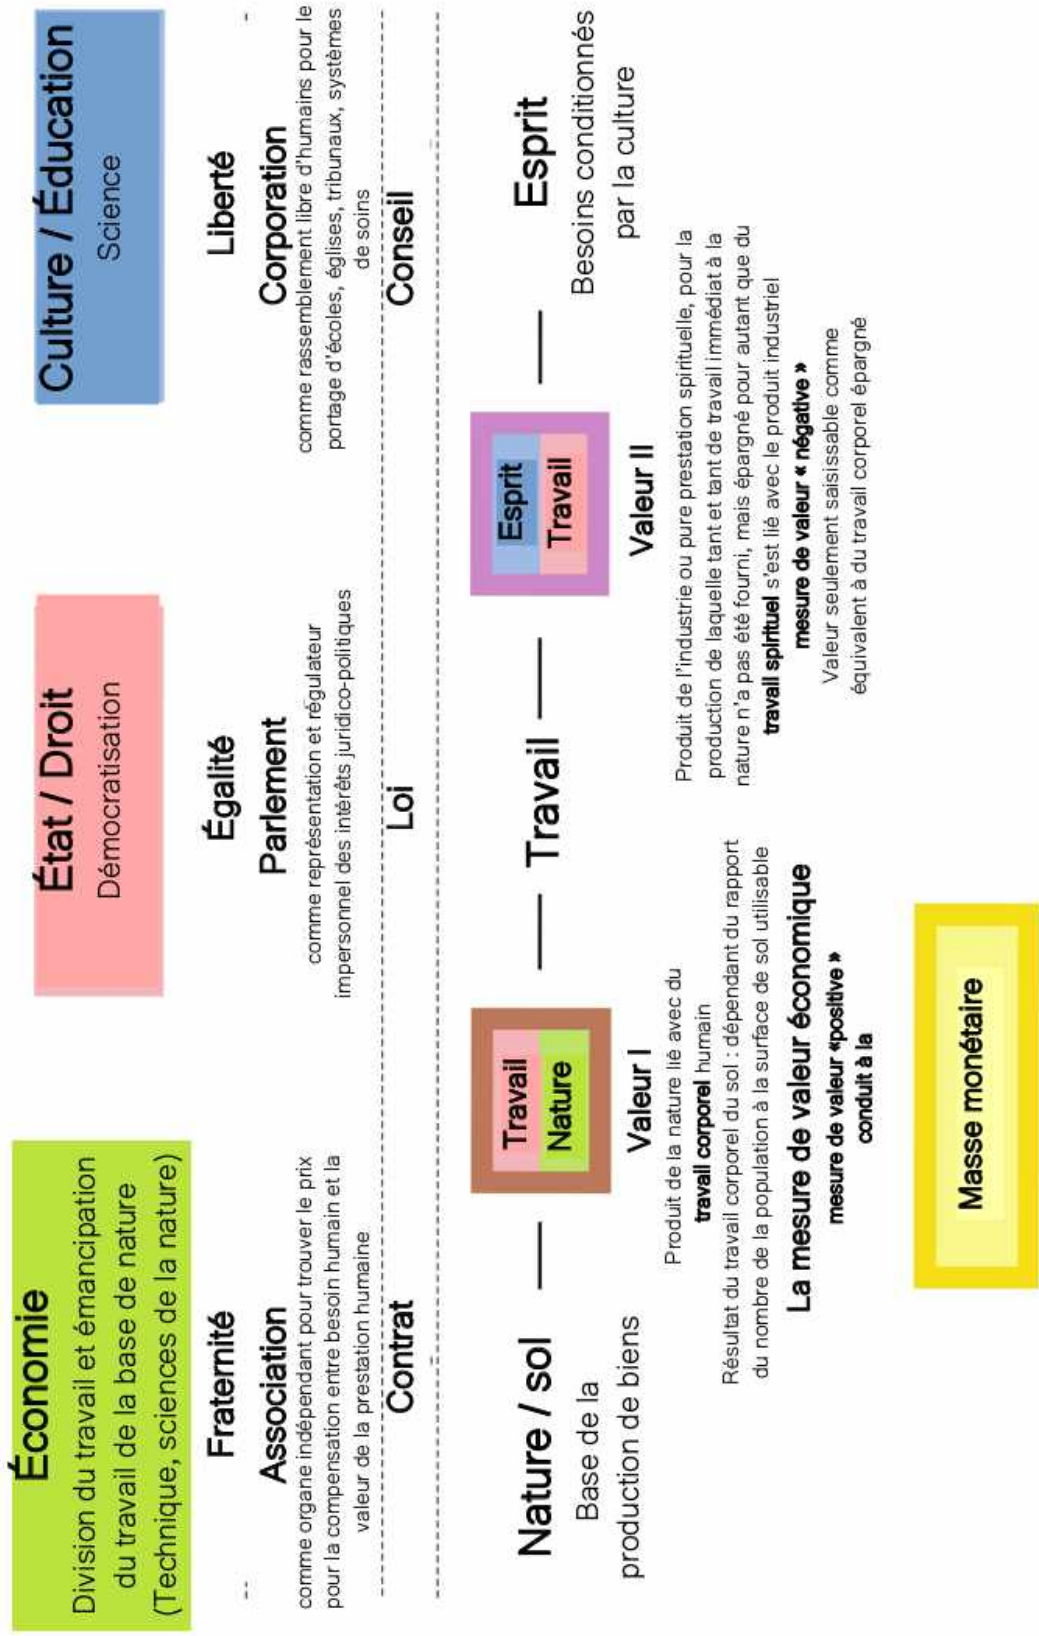 Économie
Division du travail et émancipation
du travail de la base de nature
(Technique, sciences de la nature)
État / Droit
Démocratisation
Culture / Éducation
Science
Fraternité
Égalité
Liberté
Association
comme organe indépendant pour trouver le prix
pour la compensation entre besoin humain et la
valeur de la prestation humaine
Parlement
comme représentation et régulateur
impersonnel des intérêts juridico-politiques
Corporation
comme rassemblement libre d'humains pour le
portage d'écoles, églises, tribunaux, systèmes
de soins
Contrat
Loi
Conseil
Nature / sol
Base de la
production de biens
Travail
Nature
Travail
Esprit
Travail
Esprit
Besoins conditionnés
par la culture
Valeur I
Produit de la nature lié avec du
travail corporel humain
Résultat du travail corporel du sol : dépendant du rapport
du nombre de la population à la surface de sol utilisable
La mesure de valeur économique
mesure de valeur «positive »
conduit à la
Valeur II
Produit de l'industrie ou pure prestation spirituelle, pour la
production de laquelle tant et tant de travail immédiat à la
nature n'a pas été fourni, mais épargné pour autant que du
travail spirituel s'est lié avec le produit industriel
mesure de valeur « négative »
Valeur seulement saisissable comme
équivalent à du travail corporel épargné
Masse monétaire